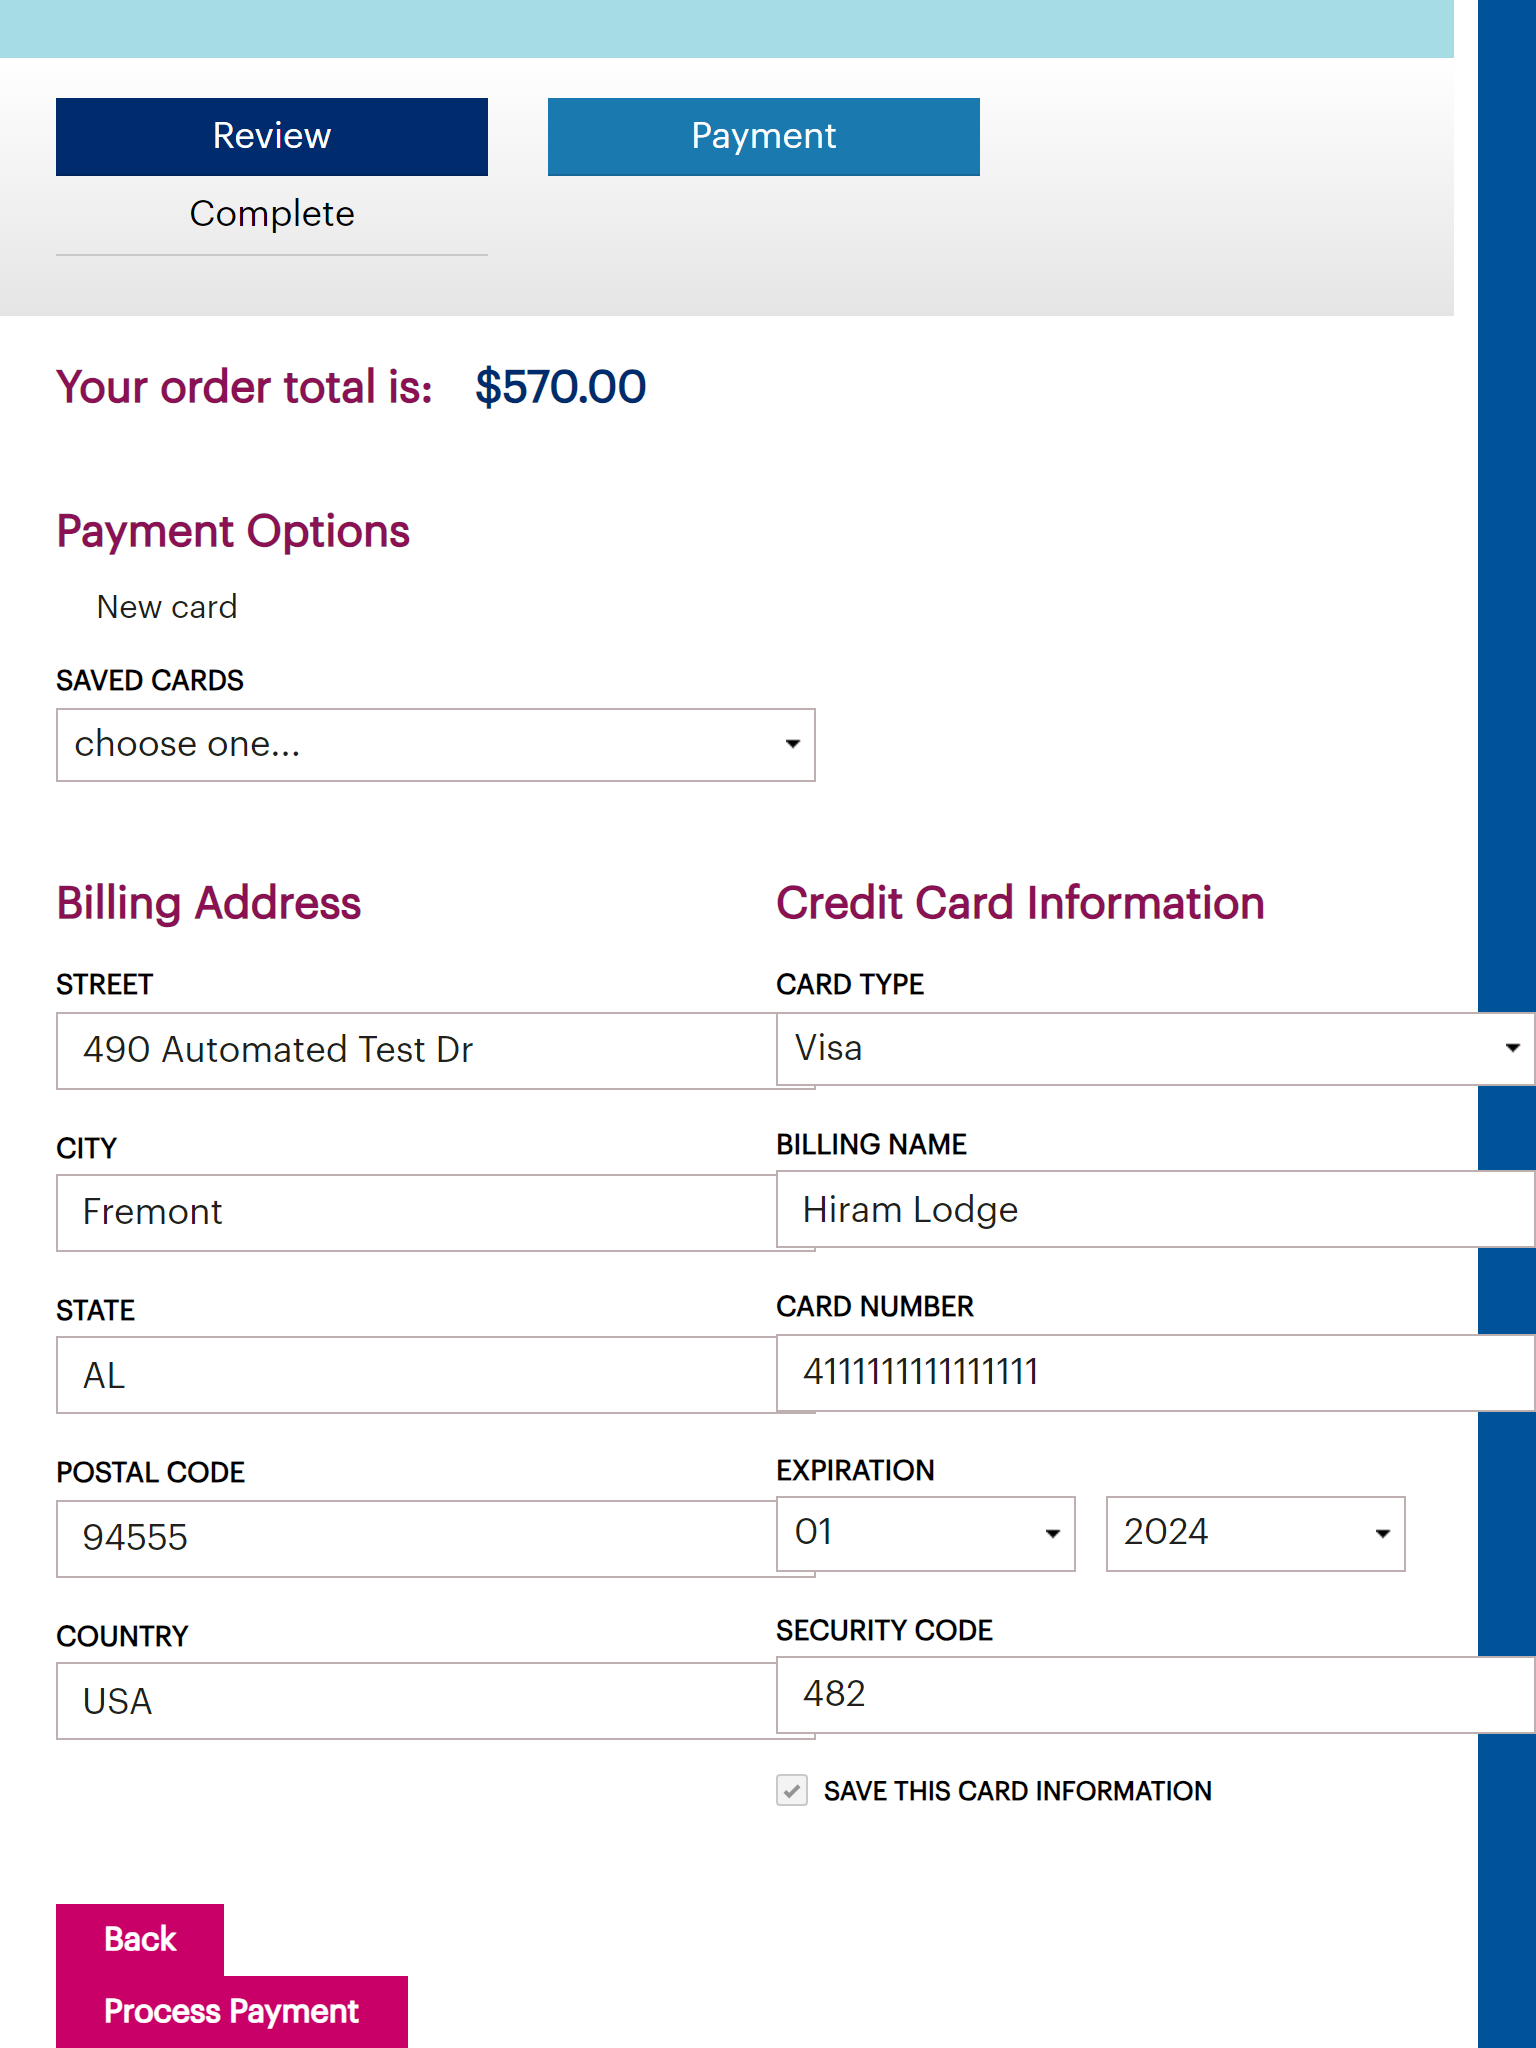 Review
Payment
Complete
Your order total is: $570.00
Payment Options
New card
SAVED CARDS
choose one...
Billing Address
STREET
490 Automated Test Dr
CITY
Fremont
STATE
AL
POSTAL CODE
94555
COUNTRY
USA
Credit Card Information
CARD TYPE
Visa
BILLING NAME
Hiram Lodge
CARD NUMBER
4111111111111111
EXPIRATION
01 2024
SECURITY CODE
482
SAVE THIS CARD INFORMATION
Back
Process Payment